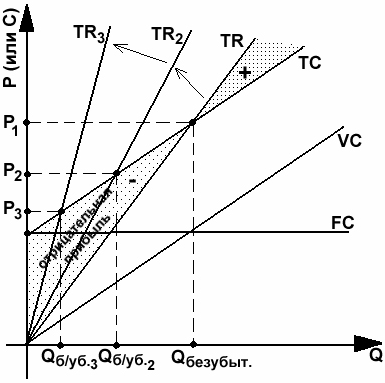 P (или C)
TR₃
TR₂
TR
TC
+
VC
P₁
P₂
P₃
-
отрицательная
прибыль
FC
Qб/уб.₃
Qб/уб.₂
Qбезубыт.
Q